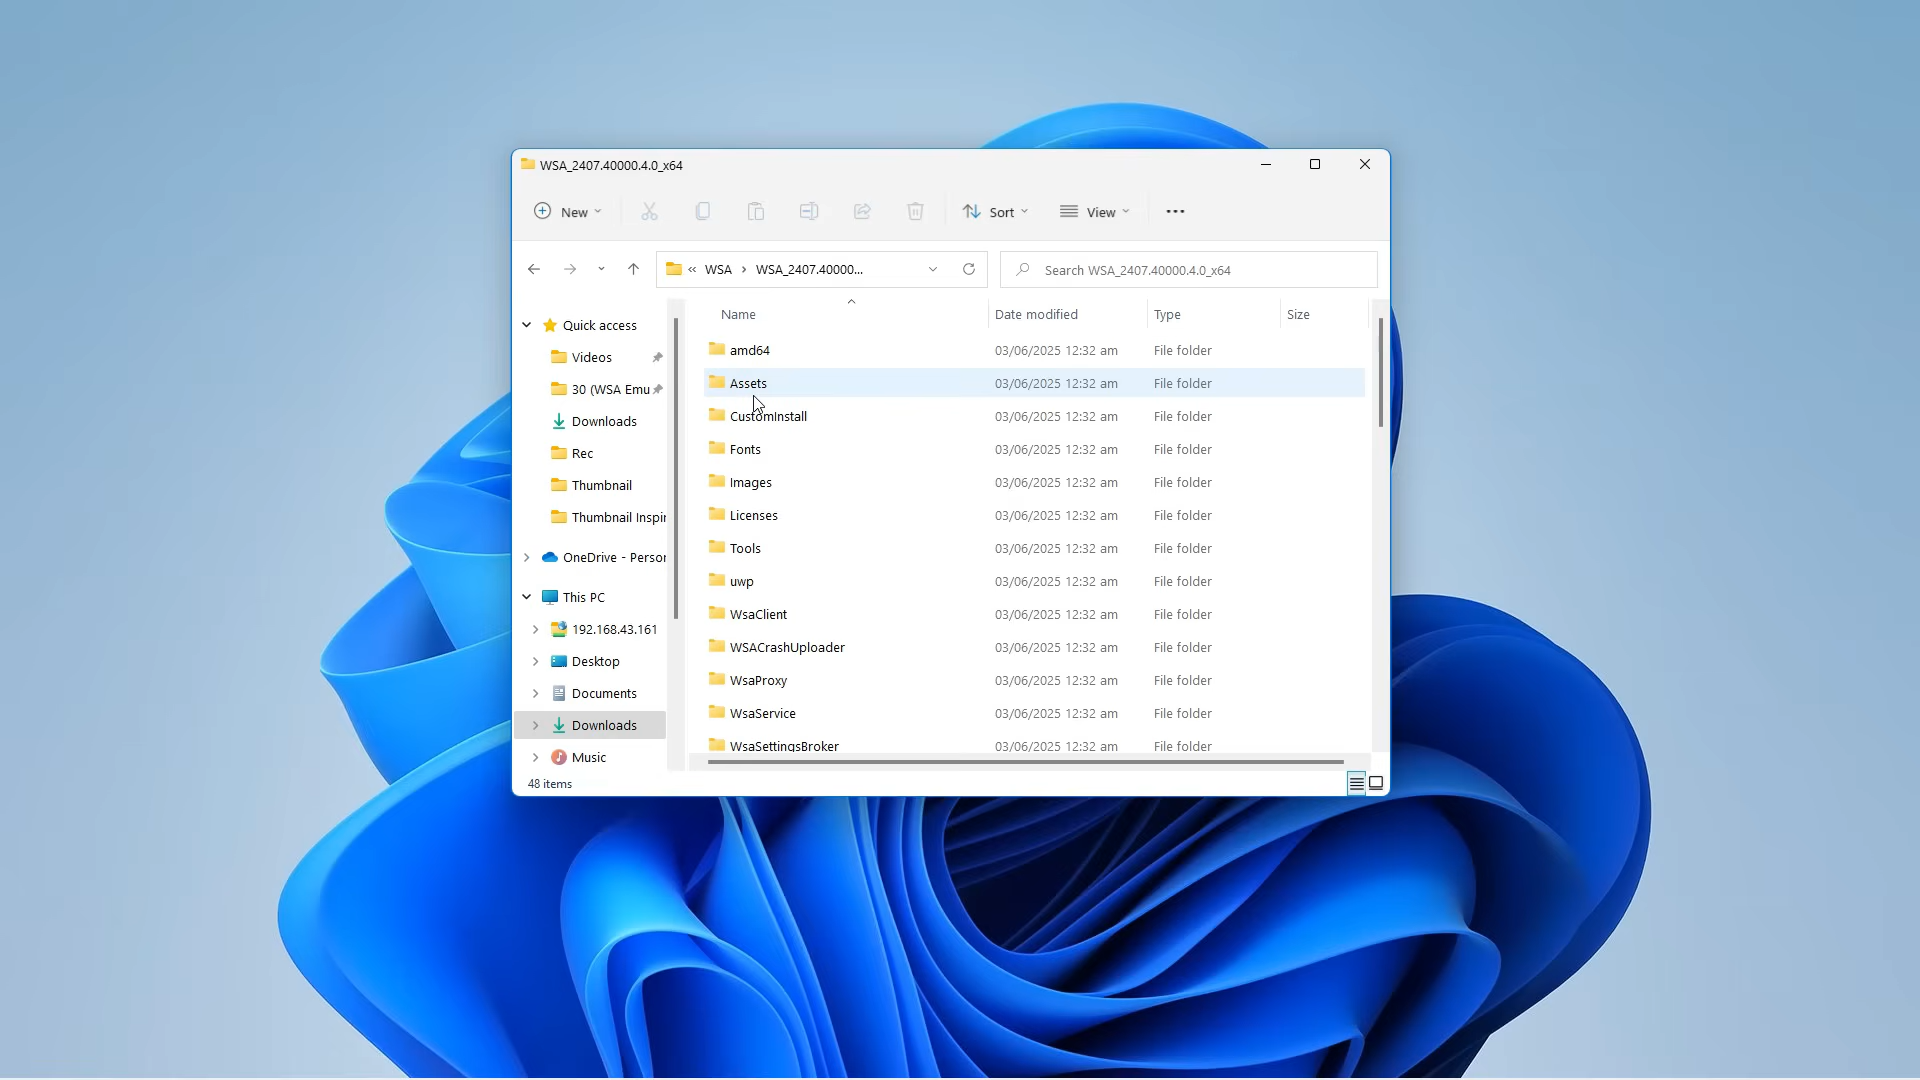 WSA_2407.40000.4.0_x64
New
Sort
View
« WSA > WSA_2407.40000...
Search WSA_2407.40000.4.0_x64
Quick access
Videos
30 (WSA Emu
Downloads
Rec
Thumbnail
Thumbnail Inspir
OneDrive - Person
This PC
192.168.43.161
Desktop
Documents
Downloads
Music
Name Date modified Type Size
amd64 03/06/2025 12:32 am File folder
Assets 03/06/2025 12:32 am File folder
CustomInstall 03/06/2025 12:32 am File folder
Fonts 03/06/2025 12:32 am File folder
Images 03/06/2025 12:32 am File folder
Licenses 03/06/2025 12:32 am File folder
Tools 03/06/2025 12:32 am File folder
uwp 03/06/2025 12:32 am File folder
WsaClient 03/06/2025 12:32 am File folder
WSACrashUploader 03/06/2025 12:32 am File folder
WsaProxy 03/06/2025 12:32 am File folder
WsaService 03/06/2025 12:32 am File folder
WsaSettingsBroker 03/06/2025 12:32 am File folder
48 items